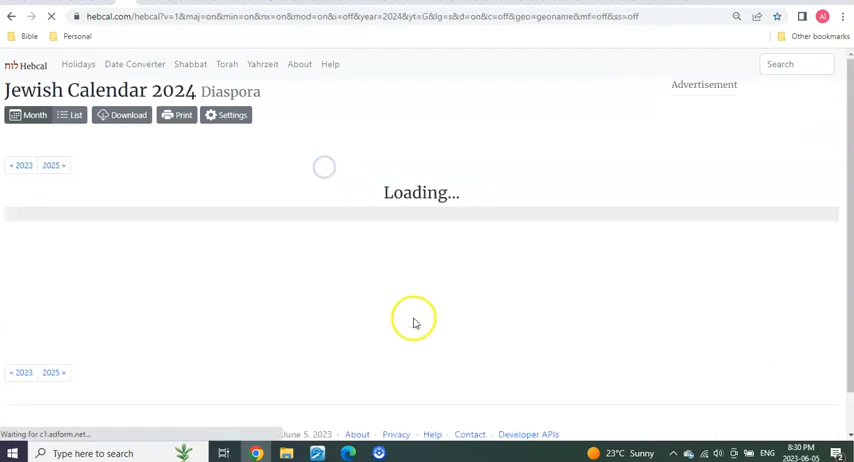 hebcal.com/hebcal?v=1&maj=on&min=on&nx=on&mod=on&i=off&year=2024&yt=G&lg=s&d=on&c=off&geo=geoname&mf=off&ss=off
AI
Bible Personal Other bookmarks
לוח Hebcal Holidays Date Converter Shabbat Torah Yahrzeit About Help Search
Jewish Calendar 2024 Diaspora
Advertisement
Month List Download Print Settings
« 2023 2025 »
Loading...
« 2023 2025 »
Waiting for c1.adform.net...
June 5, 2023 · About · Privacy · Help · Contact · Developer APIs
Type here to search
23°C Sunny
ENG
8:30 PM
2023-06-05
2